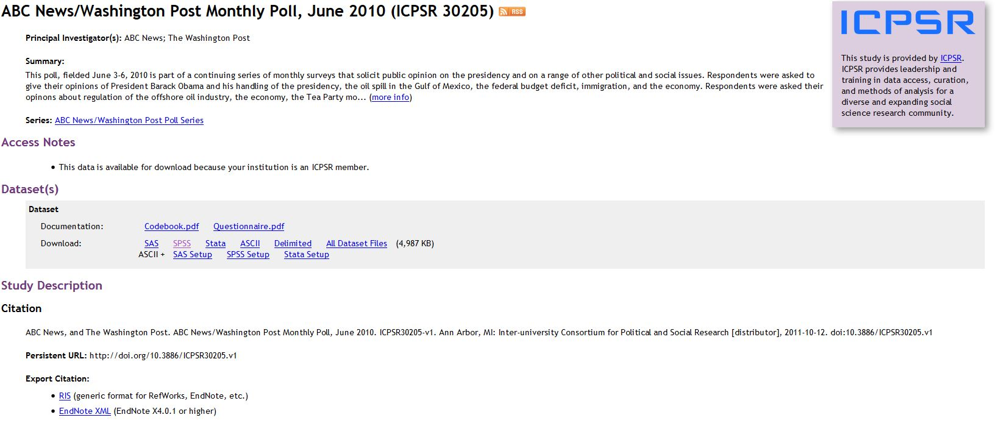 ABC News/Washington Post Monthly Poll, June 2010 (ICPSR 30205) RSS
Principal Investigator(s): ABC News; The Washington Post
Summary:
This poll, fielded June 3-6, 2010 is part of a continuing series of monthly surveys that solicit public opinion on the presidency and on a range of other political and social issues. Respondents were asked to
give their opinions of President Barack Obama and his handling of the presidency, the oil spill in the Gulf of Mexico, the federal budget deficit, immigration, and the economy. Respondents were asked their
opinons about regulation of the offshore oil industry, the economy, the Tea Party mo... (more info)
Series: ABC News/Washington Post Poll Series
ICPSR
This study is provided by ICPSR.
ICPSR provides leadership and
training in data access, curation,
and methods of analysis for a
diverse and expanding social
science research community.
Access Notes
• This data is available for download because your institution is an ICPSR member.
Dataset(s)
Dataset
Documentation: Codebook.pdf Questionnaire.pdf
Download: SAS SPSS Stata ASCII Delimited All Dataset Files (4,987 KB)
ASCII + SAS Setup SPSS Setup Stata Setup
Study Description
Citation
ABC News, and The Washington Post. ABC News/Washington Post Monthly Poll, June 2010. ICPSR30205-v1. Ann Arbor, MI: Inter-university Consortium for Political and Social Research [distributor], 2011-10-12. doi:10.3886/ICPSR30205.v1
Persistent URL: http://doi.org/10.3886/ICPSR30205.v1
Export Citation:
• RIS (generic format for RefWorks, EndNote, etc.)
• EndNote XML (EndNote X4.0.1 or higher)